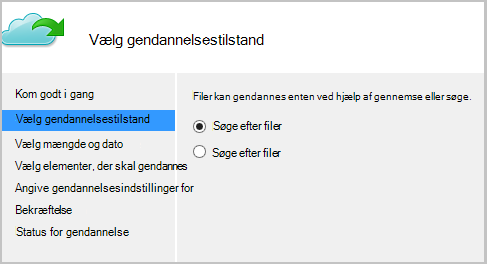 Vælg gendannelsestilstand
Kom godt i gang
Vælg gendannelsestilstand
Vælg mængde og dato
Vælg elementer, der skal gendannes
Angive gendannelsesindstillinger for
Bekræftelse
Status for gendannelse
Filer kan gendannes enten ved hjælp af gennemse eller søge.
Søge efter filer
Søge efter filer